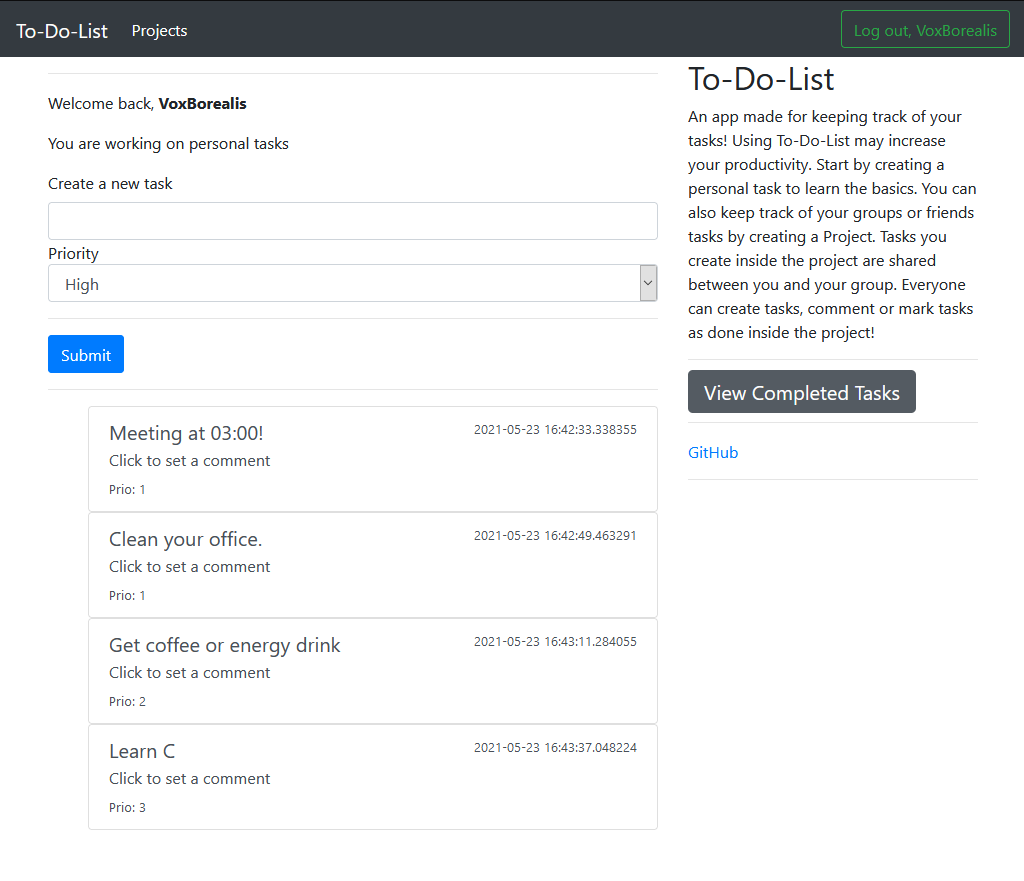 To-Do-List Projects Log out, VoxBorealis
Welcome back, VoxBorealis
You are working on personal tasks
Create a new task
Priority
High
Submit
Meeting at 03:00! 2021-05-23 16:42:33.338355
Click to set a comment
Prio: 1
Clean your office. 2021-05-23 16:42:49.463291
Click to set a comment
Prio: 1
Get coffee or energy drink 2021-05-23 16:43:11.284055
Click to set a comment
Prio: 2
Learn C 2021-05-23 16:43:37.048224
Click to set a comment
Prio: 3
To-Do-List
An app made for keeping track of your
tasks! Using To-Do-List may increase
your productivity. Start by creating a
personal task to learn the basics. You can
also keep track of your groups or friends
tasks by creating a Project. Tasks you
create inside the project are shared
between you and your group. Everyone
can create tasks, comment or mark tasks
as done inside the project!
View Completed Tasks
GitHub